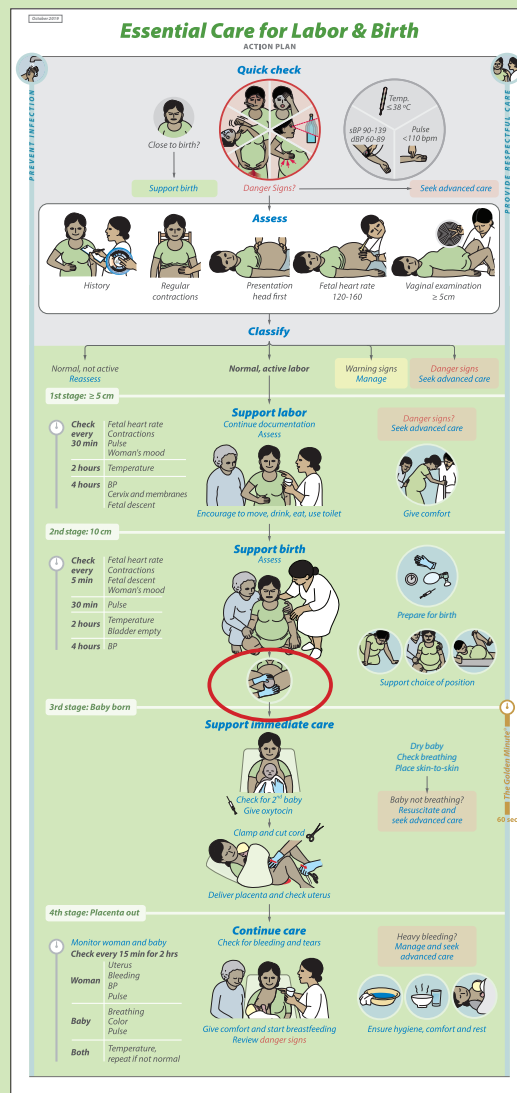 October 2019
Essential Care for Labor & Birth
ACTION PLAN
PREVENT INFECTION
PROVIDE RESPECTFUL CARE
Quick check
Close to birth?
Temp.
≤38 ºC
sBP 90-139
dBP 60-89
Pulse
<110 bpm
Support birth
Danger Signs?
Seek advanced care
Assess
History
Regular
contractions
Presentation
head first
Fetal heart rate
120-160
Vaginal examination
≥ 5cm
Classify
Normal, not active
Reassess
Normal, active labor
Warning signs
Manage
Danger signs
Seek advanced care
1st stage: ≥ 5 cm
Check
every
30 min
Fetal heart rate
Contractions
Pulse
Woman's mood
2 hours
Temperature
4 hours
BP
Cervix and membranes
Fetal descent
Support labor
Continue documentation
Assess
Encourage to move, drink, eat, use toilet
Danger signs?
Seek advanced care
Give comfort
2nd stage: 10 cm
Check
every
5 min
Fetal heart rate
Contractions
Fetal descent
Woman's mood
30 min
Pulse
2 hours
Temperature
Bladder empty
4 hours
BP
Support birth
Assess
Prepare for birth
Support choice of position
3rd stage: Baby born
Support immediate care
Check for 2nd baby
Give oxytocin
Clamp and cut cord
Deliver placenta and check uterus
Dry baby
Check breathing
Place skin-to-skin
Baby not breathing?
Resuscitate and
seek advanced care
The Golden Minute®
60 sec
4th stage: Placenta out
Monitor woman and baby
Check every 15 min for 2 hrs
Woman
Uterus
Bleeding
BP
Pulse
Baby
Breathing
Color
Pulse
Both
Temperature,
repeat if not normal
Continue care
Check for bleeding and tears
Give comfort and start breastfeeding
Review danger signs
Heavy bleeding?
Manage and seek
advanced care
Ensure hygiene, comfort and rest